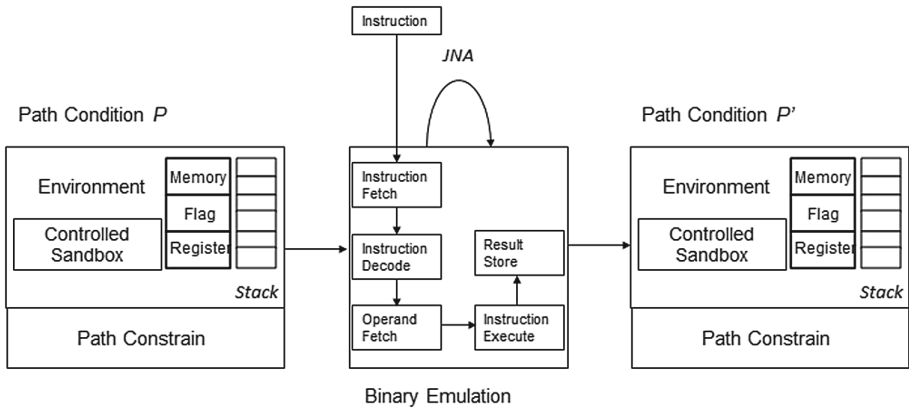 Instruction
JNA
Path Condition P
Environment
Memory
Flag
Register
Controlled
Sandbox
Stack
Path Constrain
Instruction
Fetch
Instruction
Decode
Operand
Fetch
Instruction
Execute
Result
Store
Binary Emulation
Path Condition P'
Environment
Memory
Flag
Register
Controlled
Sandbox
Stack
Path Constrain